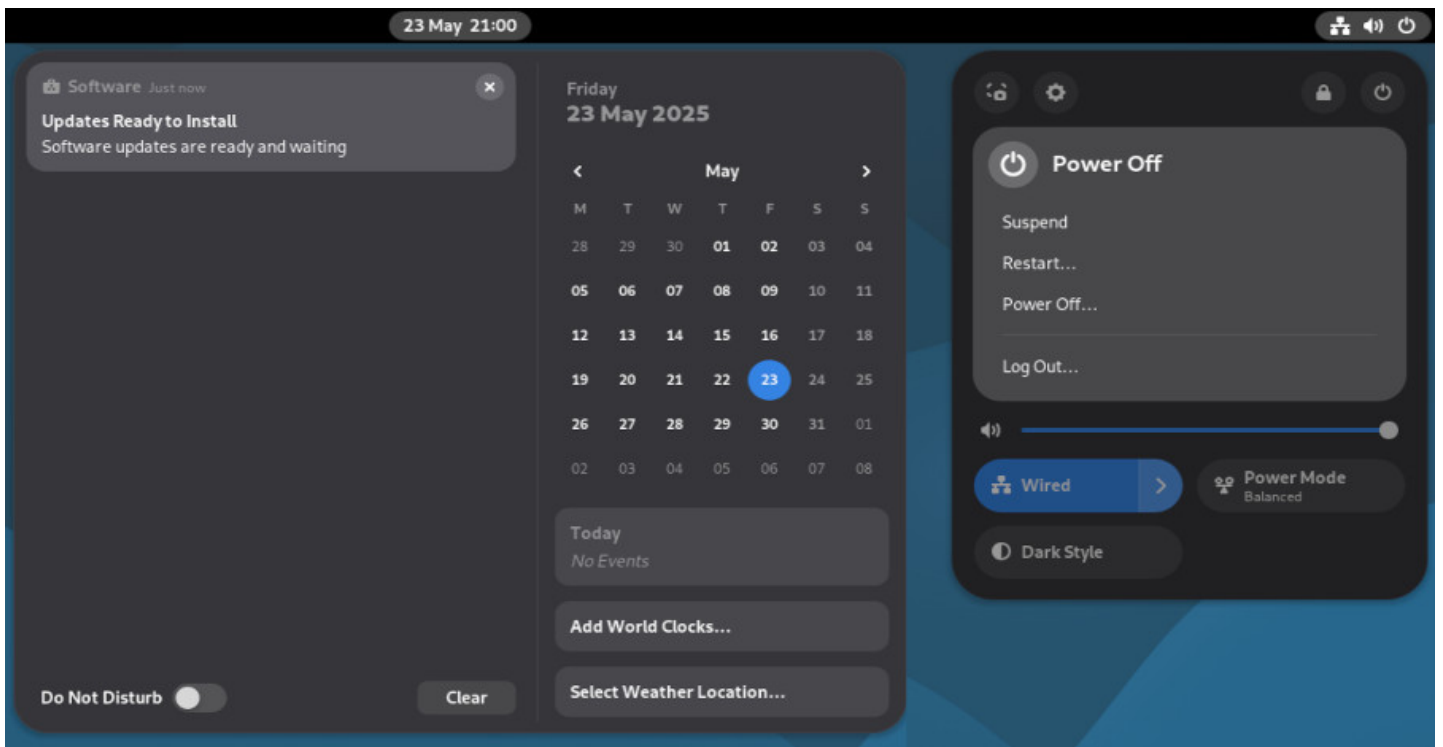 23 May 21:00
Software Just now
Updates Ready to Install
Software updates are ready and waiting
Do Not Disturb
Clear
Friday
23 May 2025
May
M T W T F S S
28 29 30 01 02 03 04
05 06 07 08 09 10 11
12 13 14 15 16 17 18
19 20 21 22 23 24 25
26 27 28 29 30 31 01
02 03 04 05 06 07 08
Today
No Events
Add World Clocks...
Select Weather Location...
Power Off
Suspend
Restart...
Power Off...
Log Out...
Wired
Power Mode
Balanced
Dark Style